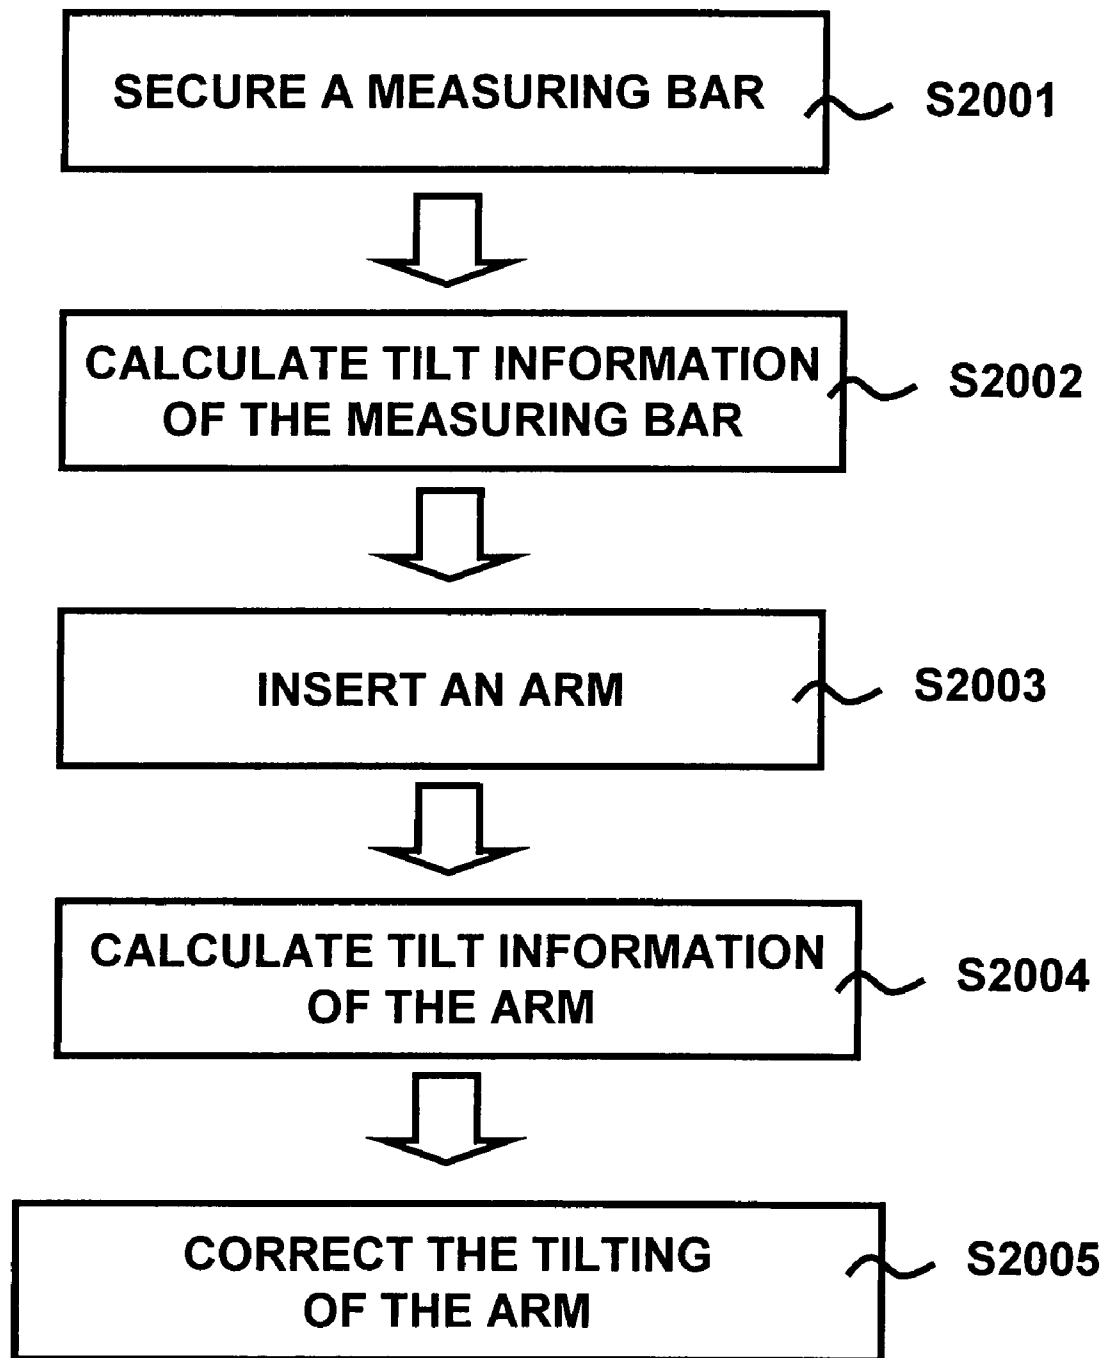 SECURE A MEASURING BAR
S2001
CALCULATE TILT INFORMATION
OF THE MEASURING BAR
S2002
INSERT AN ARM
S2003
CALCULATE TILT INFORMATION
OF THE ARM
S2004
CORRECT THE TILTING
OF THE ARM
S2005